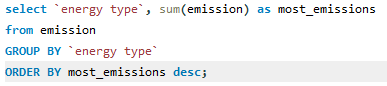 select `energy type`, sum(emission) as most_emissions
from emission
GROUP BY `energy type`
ORDER BY most_emissions desc;